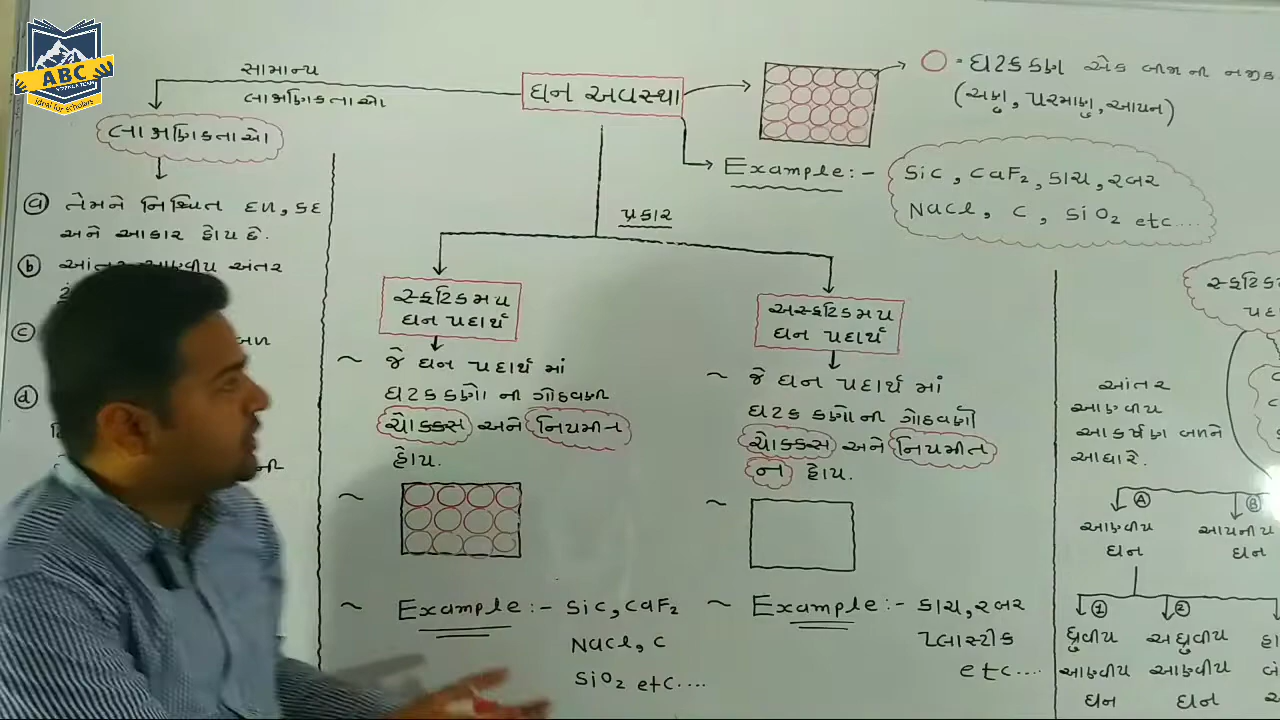 ABC
ideal for scholars
સામાન્ય
લાક્ષણિકતાઓ
લાક્ષણિકતાઓ
ઘન અવસ્થા
= ઘટકકણ એક બીજાની નજીક
(અણુ, પરમાણુ, આયન)
Example :-
SiC, CaF₂, કાચ, રબર
NaCl, C, SiO₂ etc....
ⓐ તેમને નિશ્ચિત દળ, કદ
અને આકાર હોય છે.
ⓑ આંતર આણ્વીય અંતર
ⓒ
ⓓ
પ્રકાર
સ્ફટિકમય
ઘન પદાર્થ
~ જે ઘન પદાર્થ માં
ઘટક કણો ની ગોઠવણી
ચોક્કસ અને નિયમીત
હોય.
~
~ Example :- SiC, CaF₂
NaCl, C
SiO₂ etc....
અસ્ફટિકમય
ઘન પદાર્થ
~ જે ઘન પદાર્થ માં
ઘટક કણોની ગોઠવણી
ચોક્કસ અને નિયમીત
ન હોય.
~
~ Example :- કાચ, રબર
પ્લાસ્ટીક
etc....
આંતર
આણ્વીય
આકર્ષણ બળને
આધારે.
Ⓐ Ⓑ
આણ્વીય
ઘન
આયનીય
ઘન
① ②
ધ્રુવીય
આણ્વીય
ઘન
અધ્રુવીય
આણ્વીય
ઘન